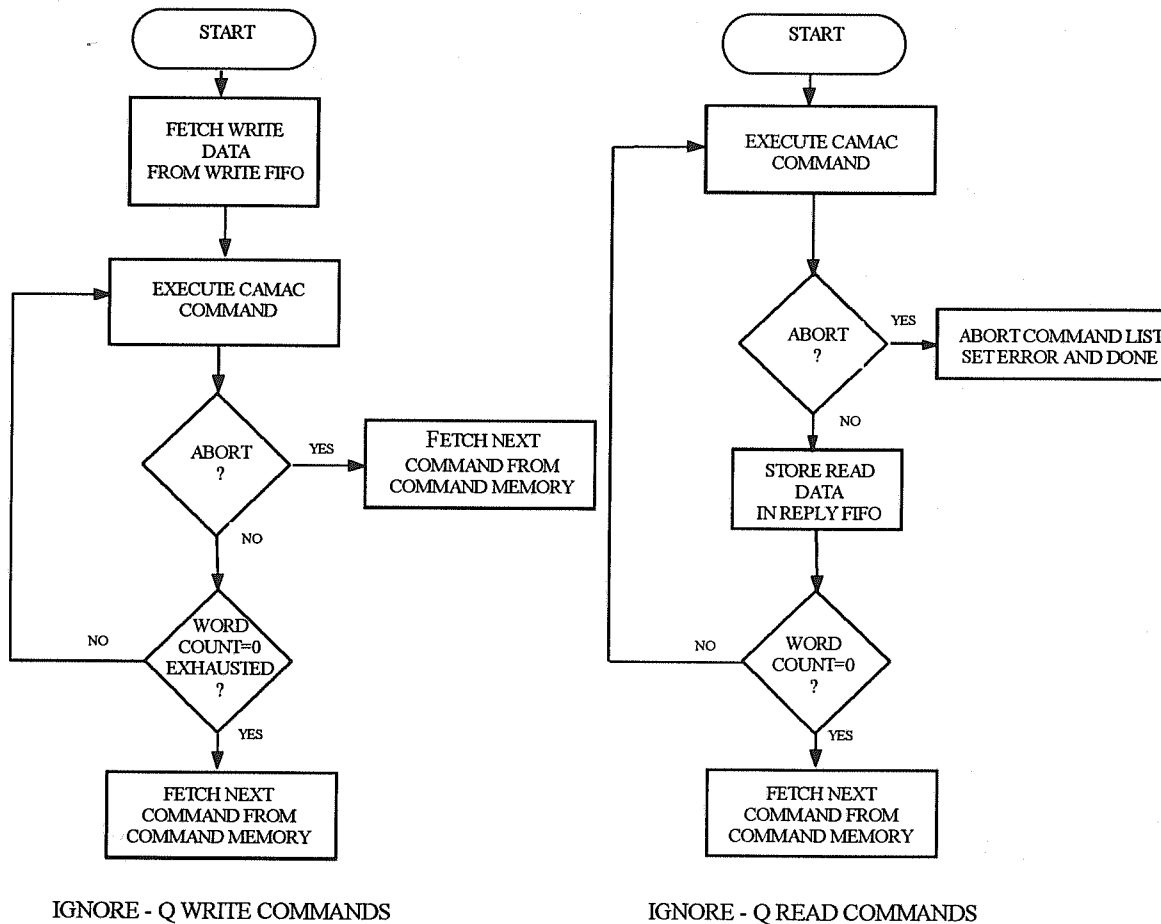 START
FETCH WRITE
DATA
FROM WRITE FIFO
EXECUTE CAMAC
COMMAND
ABORT
?
YES
FETCH NEXT
COMMAND FROM
COMMAND MEMORY
NO
WORD
COUNT=0
EXHAUSTED
?
NO
YES
FETCH NEXT
COMMAND FROM
COMMAND MEMORY
IGNORE - Q WRITE COMMANDS
START
EXECUTE CAMAC
COMMAND
ABORT
?
YES
ABORT COMMAND LIST
SET ERROR AND DONE
NO
STORE READ
DATA
IN REPLY FIFO
WORD
COUNT=0
?
NO
YES
FETCH NEXT
COMMAND FROM
COMMAND MEMORY
IGNORE - Q READ COMMANDS